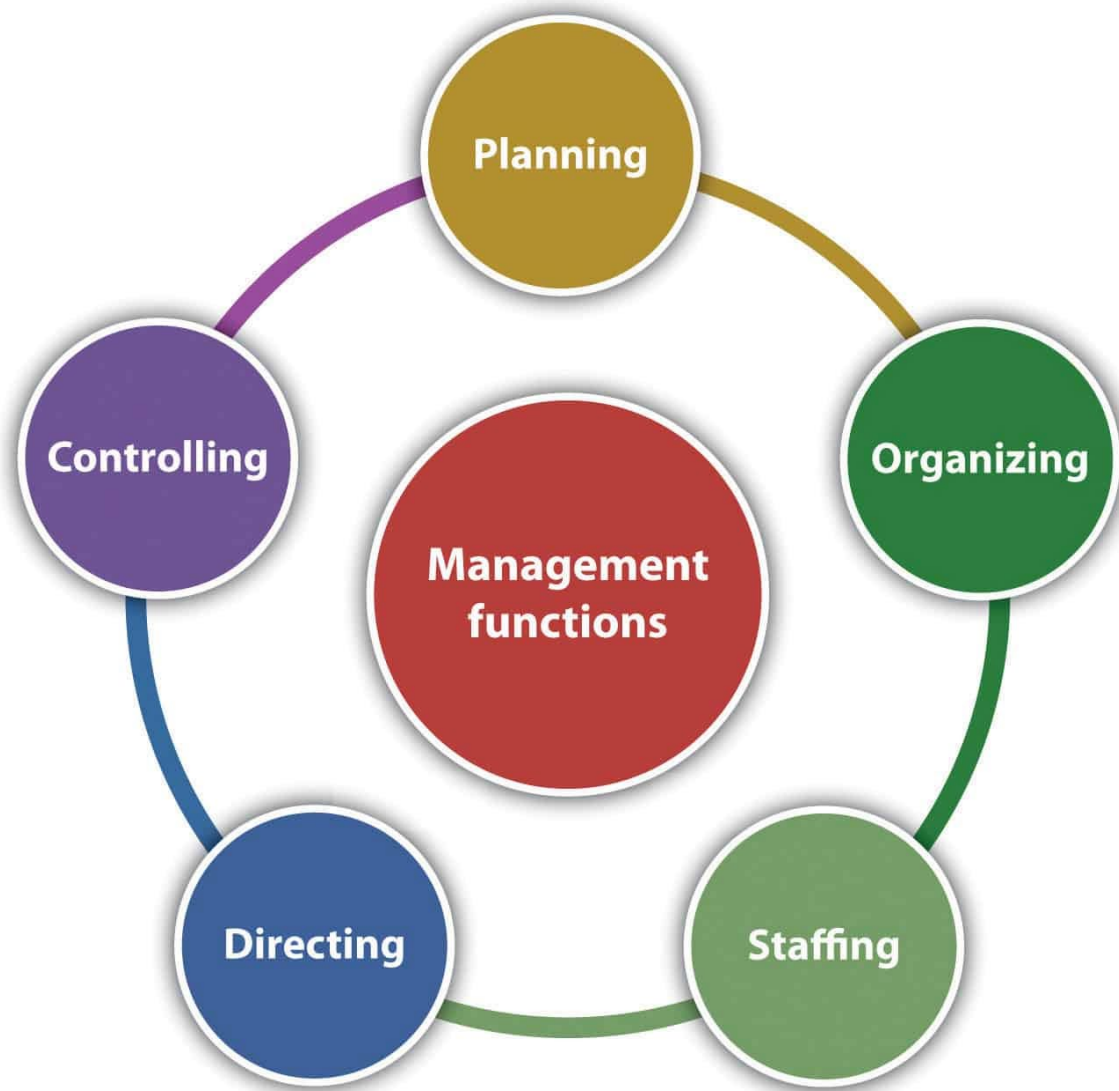 Planning
Organizing
Staffing
Directing
Controlling
Management
functions